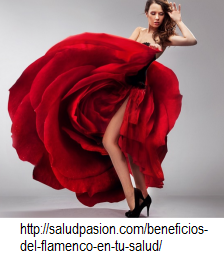 http://saludpasion.com/beneficios-
del-flamenco-en-tu-salud/